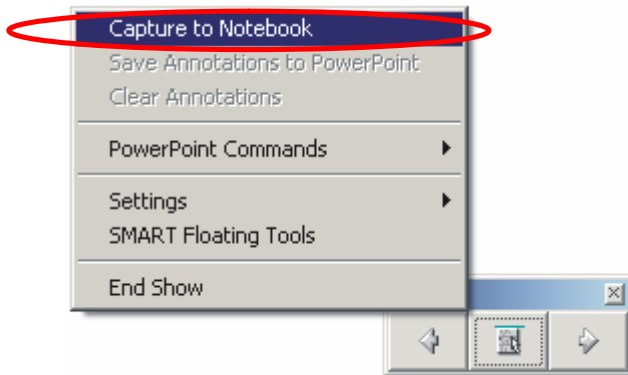 Capture to Notebook
Save Annotations to PowerPoint
Clear Annotations
PowerPoint Commands
Settings
SMART Floating Tools
End Show